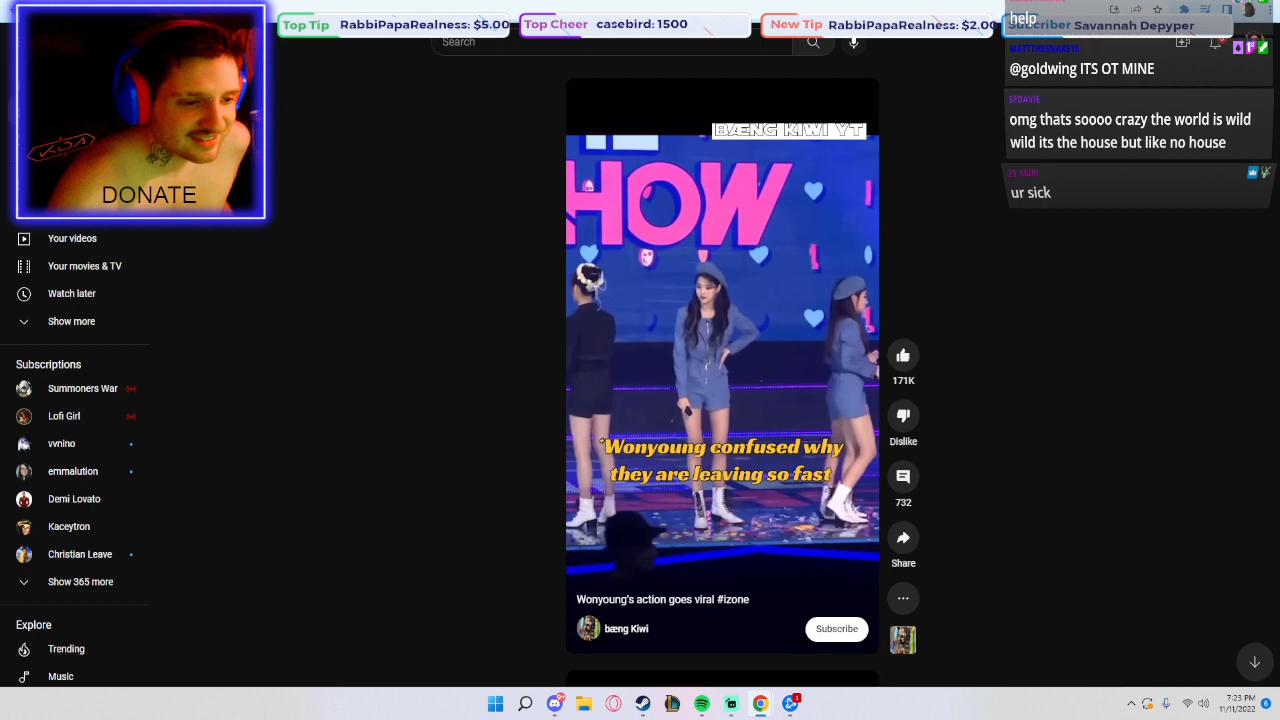 Top Tip RabbiPapaRealness: $5.00
Top Cheer casebird: 1500
New Tip RabbiPapaRealness: $2.00
Subscriber Savannah Depyper
Search
DONATE
help
MATTTHESNAKE15
@goldwing ITS OT MINE
SFDAVIE
omg thats soooo crazy the world is wild
wild its the house but like no house
25_MARI
ur sick
Your videos
Your movies & TV
Watch later
Show more
Subscriptions
Summoners War
Lofi Girl
vvnino
emmalution
Demi Lovato
Kaceytron
Christian Leave
Show 365 more
Explore
Trending
Music
BÆNG KIWI YT
HOW
*Wonyoung confused why
they are leaving so fast
Wonyoung's action goes viral #izone
bæng Kiwi
Subscribe
171K
Dislike
732
Share
7:23 PM
11/11/2022